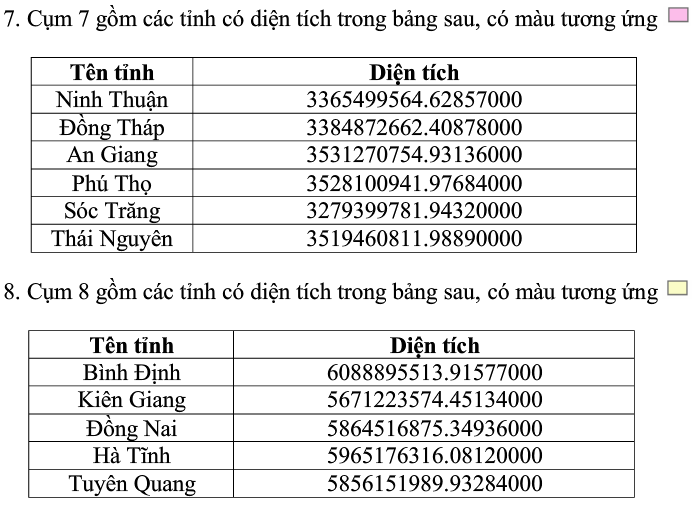 7. Cụm 7 gồm các tỉnh có diện tích trong bảng sau, có màu tương ứng
Tên tỉnh Diện tích
Ninh Thuận 3365499564.62857000
Đồng Tháp 3384872662.40878000
An Giang 3531270754.93136000
Phú Thọ 3528100941.97684000
Sóc Trăng 3279399781.94320000
Thái Nguyên 3519460811.98890000
8. Cụm 8 gồm các tỉnh có diện tích trong bảng sau, có màu tương ứng
Tên tỉnh Diện tích
Bình Định 6088895513.91577000
Kiên Giang 5671223574.45134000
Đồng Nai 5864516875.34936000
Hà Tĩnh 5965176316.08120000
Tuyên Quang 5856151989.93284000